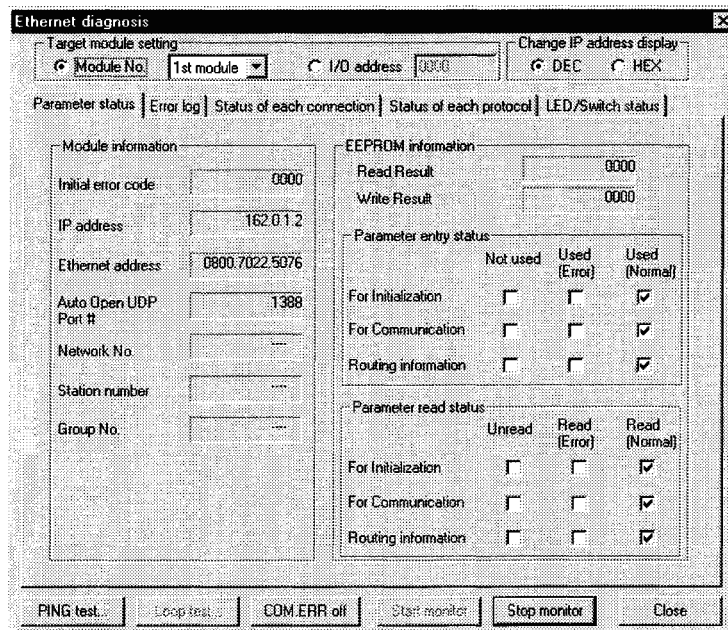 Ethernet diagnosis
Target module setting
Module No.
1st module
I/O address
0000
Change IP address display
DEC
HEX
Parameter status
Error log
Status of each connection
Status of each protocol
LED/Switch status
Module information
Initial error code
0000
IP address
162.0.1.2
Ethernet address
0800.7022.5076
Auto Open UDP
Port #
1388
Network No.
----
Station number
----
Group No.
----
EEPROM information
Read Result
0000
Write Result
0000
Parameter entry status
Not used
Used
(Error)
Used
(Normal)
For Initialization
For Communication
Routing information
Parameter read status
Unread
Read
(Error)
Read
(Normal)
For Initialization
For Communication
Routing information
PING test...
Loop test...
COM.ERR off
Start monitor
Stop monitor
Close